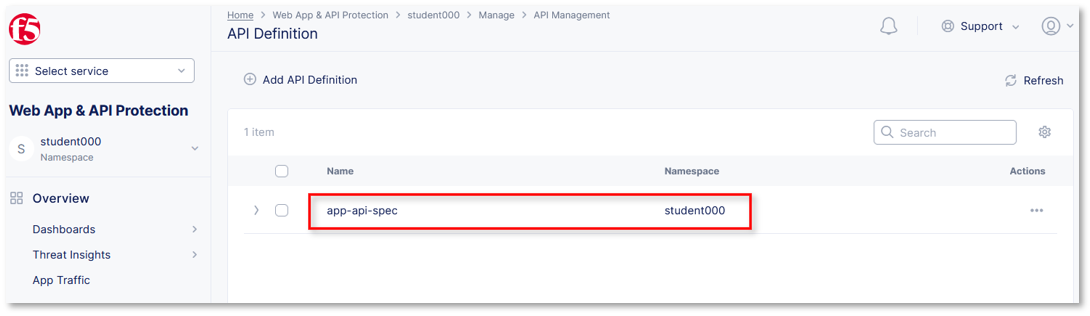 f5
Home > Web App & API Protection > student000 > Manage > API Management
API Definition
Support
Select service
Web App & API Protection
S
student000
Namespace
Overview
Dashboards
Threat Insights
App Traffic
Add API Definition
Refresh
1 item
Search
Name Namespace Actions
app-api-spec student000